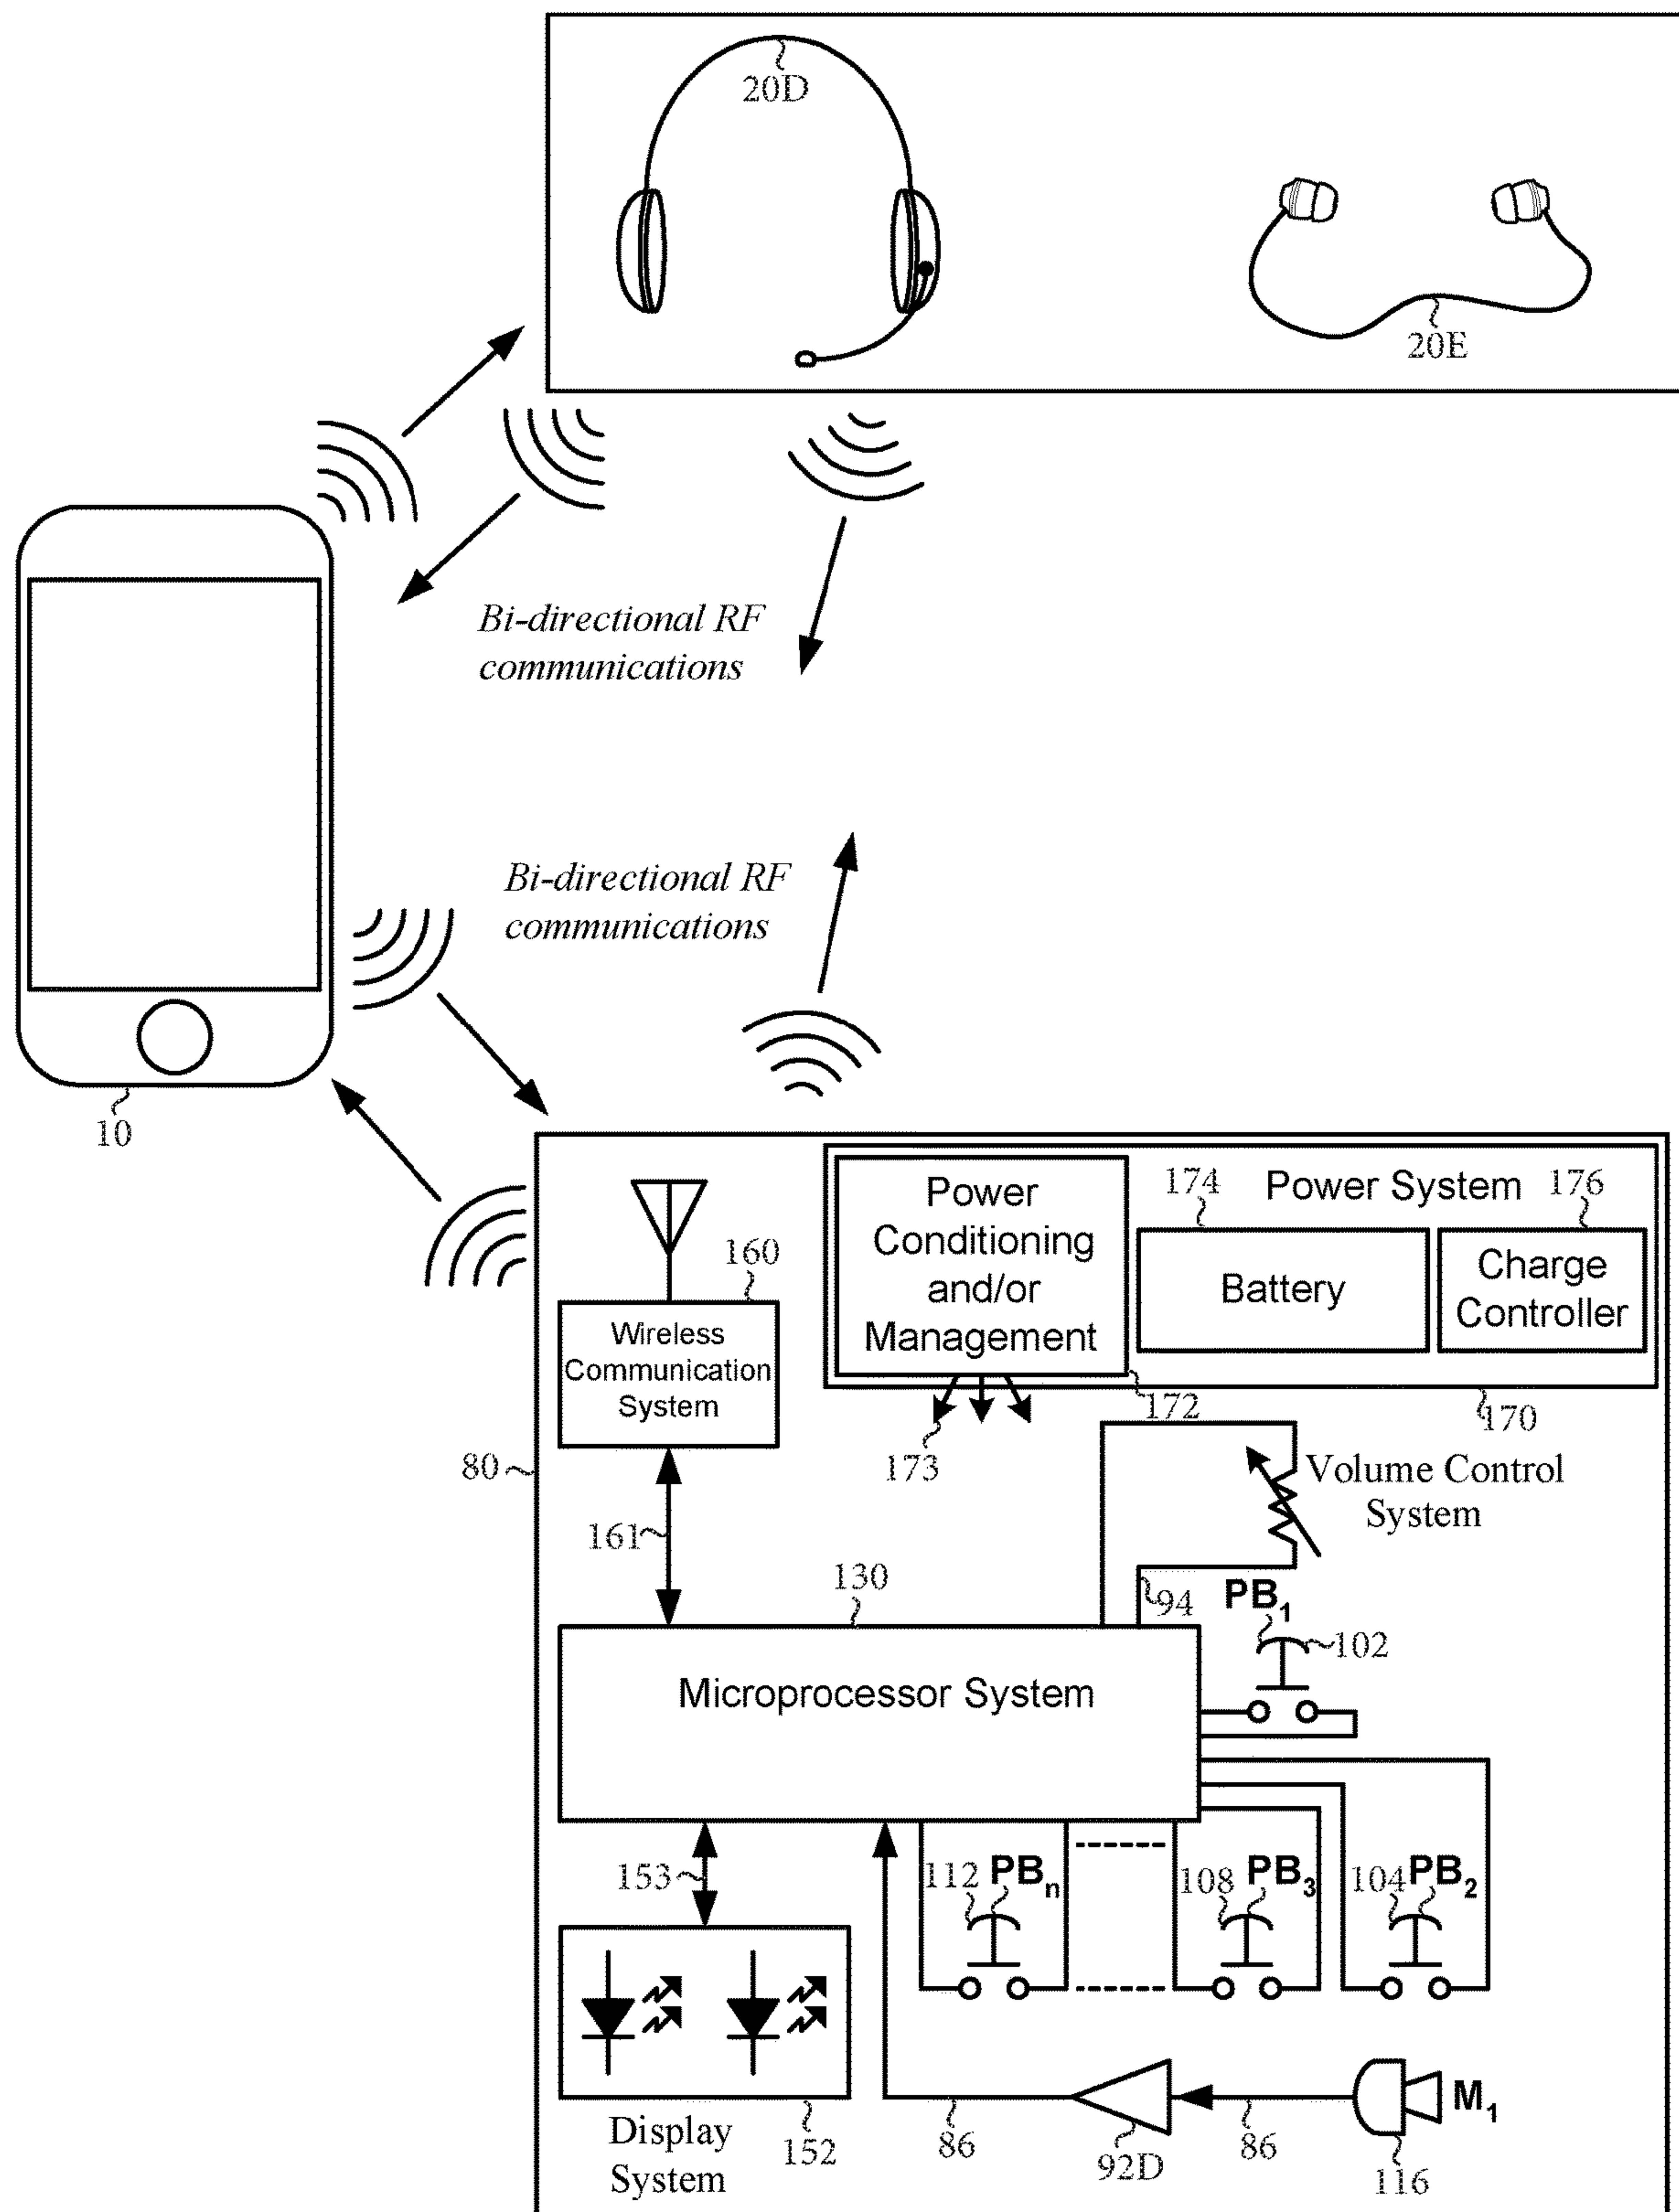 20D
20E
Bi-directional RF
communications
Bi-directional RF
communications
10
Power
Conditioning
and/or
Management
174
Power System
176
Battery
Charge
Controller
160
Wireless
Communication
System
172
170
173
80
161
Volume Control
System
94
130
PB1
102
Microprocessor System
153
112 PBn
108 PB3
104 PB2
Display
System
152
86
92D
86
116
M1